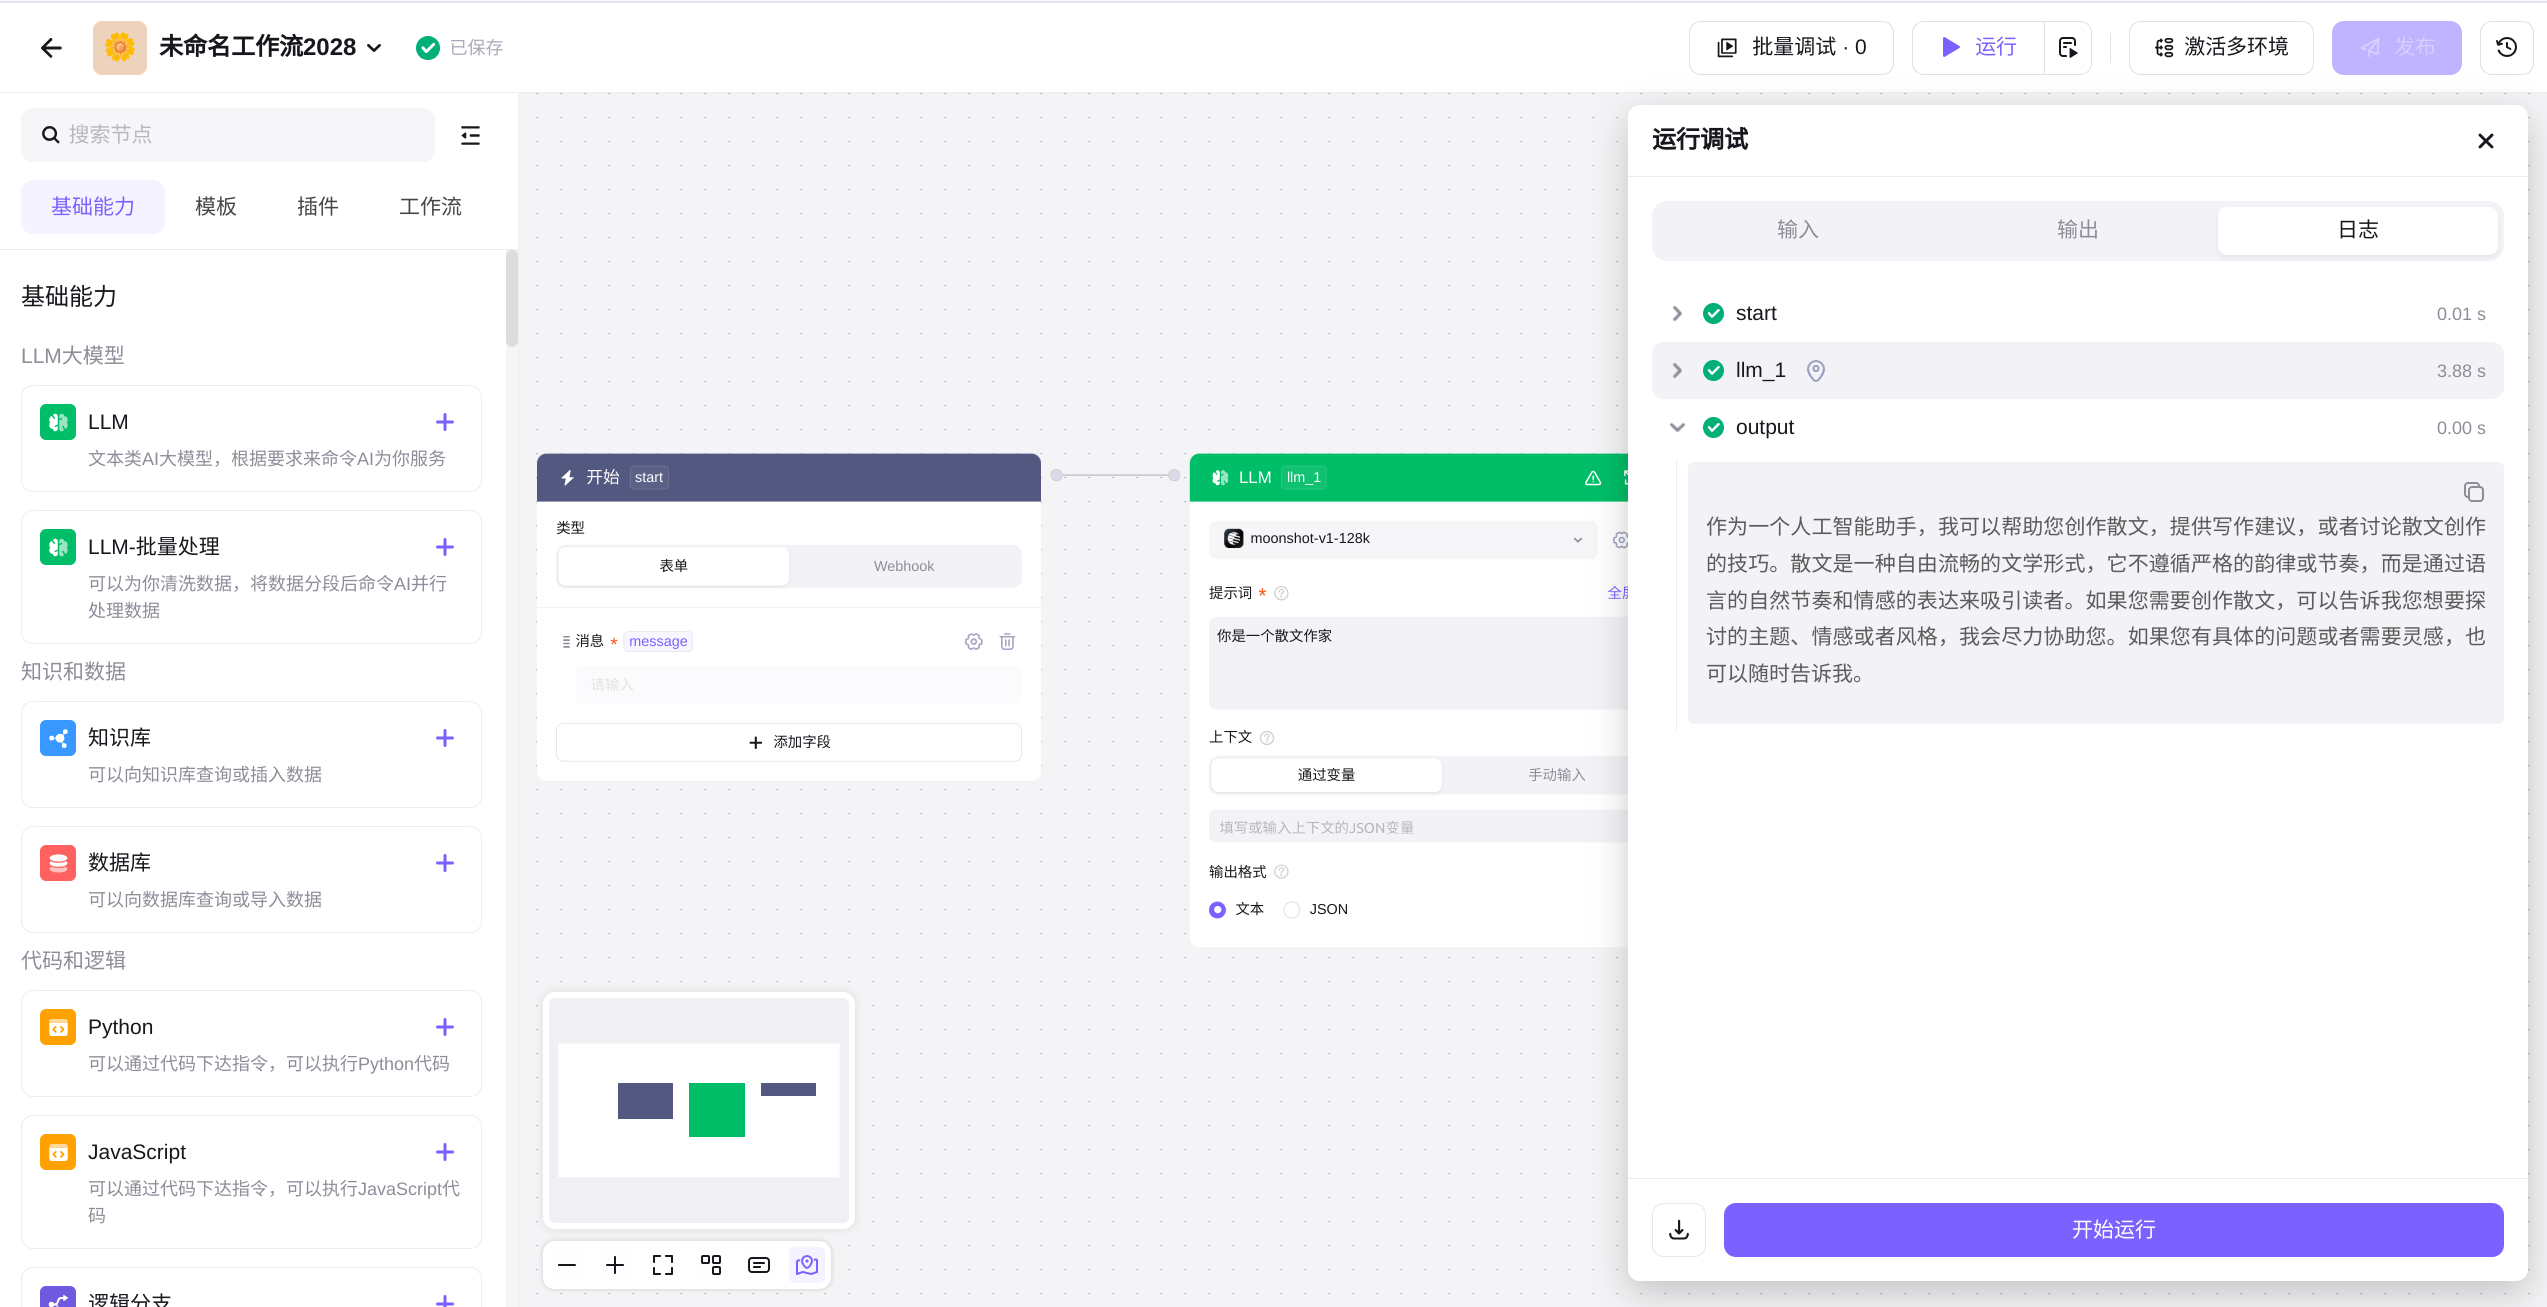 未命名工作流2028
已保存
批量调试 · 0
运行
激活多环境
发布
搜索节点
基础能力
模板
插件
工作流
基础能力
LLM大模型
LLM
文本类AI大模型，根据要求来命令AI为你服务
LLM-批量处理
可以为你清洗数据，将数据分段后命令AI并行
处理数据
知识和数据
知识库
可以向知识库查询或插入数据
数据库
可以向数据库查询或导入数据
代码和逻辑
Python
可以通过代码下达指令，可以执行Python代码
JavaScript
可以通过代码下达指令，可以执行JavaScript代
码
逻辑分支
开始 start
类型
表单
Webhook
消息 * message
请输入
添加字段
LLM llm_1
moonshot-v1-128k
提示词 *
全屏
你是一个散文作家
上下文
通过变量
手动输入
填写或输入上下文的JSON变量
输出格式
文本
JSON
运行调试
输入
输出
日志
start
0.01 s
llm_1
3.88 s
output
0.00 s
作为一个人工智能助手，我可以帮助您创作散文，提供写作建议，或者讨论散文创作
的技巧。散文是一种自由流畅的文学形式，它不遵循严格的韵律或节奏，而是通过语
言的自然节奏和情感的表达来吸引读者。如果您需要创作散文，可以告诉我您想要探
讨的主题、情感或者风格，我会尽力协助您。如果您有具体的问题或者需要灵感，也
可以随时告诉我。
开始运行